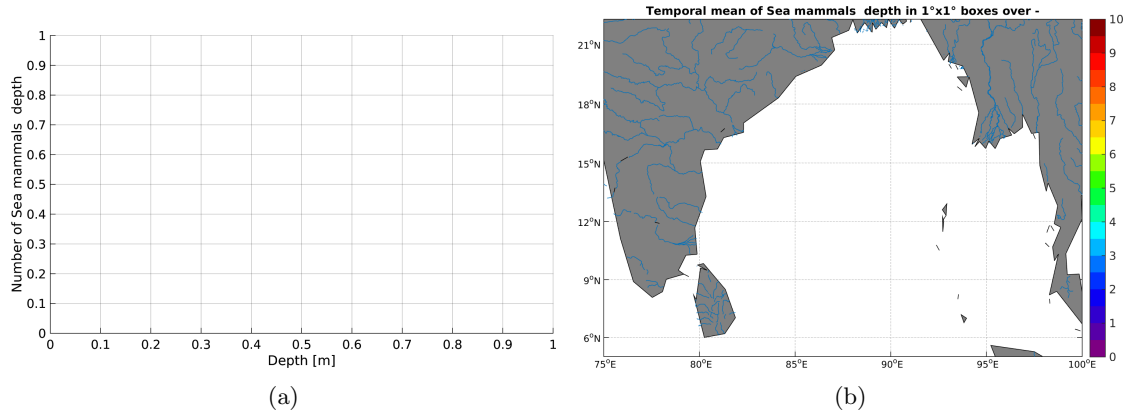 Temporal mean of Sea mammals  depth in 1°x1° boxes over -
Number of Sea mammals  depth
1
0.9
0.8
0.7
0.6
0.5
0.4
0.3
0.2
0.1
0
0 0.1 0.2 0.3 0.4 0.5 0.6 0.7 0.8 0.9 1
Depth [m]
(a)
21°N
18°N
15°N
12°N
9°N
6°N
75°E 80°E 85°E 90°E 95°E 100°E
10
9
8
7
6
5
4
3
2
1
0
(b)